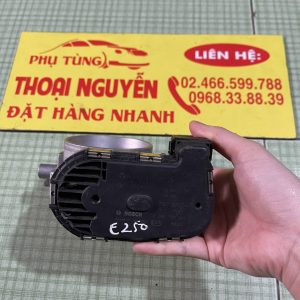 PHỤ TÙNG
THOẠI NGUYỄN
ĐẶT HÀNG NHANH
LIÊN HỆ:
02.466.599.788
0968.33.88.39
BOSCH
E250